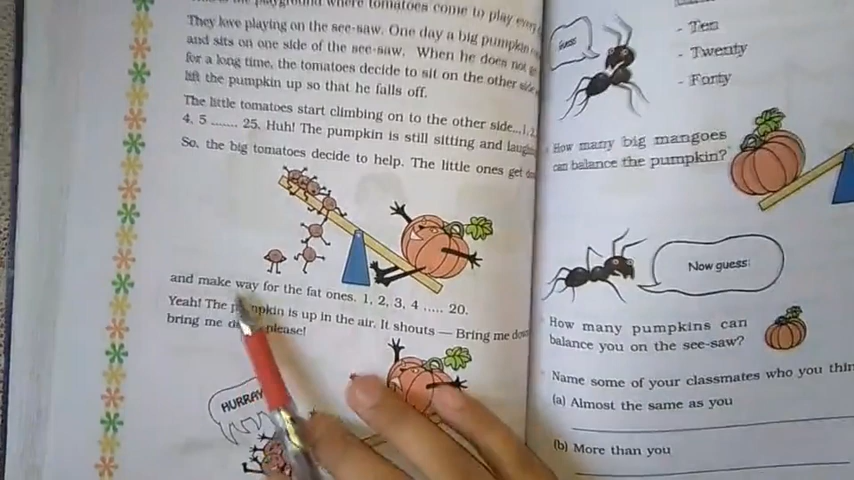 the playground where tomatoes come to play every
They love playing on the see-saw. One day a big pumpkin
and sits on one side of the see-saw. When he does not
for a long time, the tomatoes decide to sit on the other side
lift the pumpkin up so that he falls off.
The little tomatoes start climbing on to the other side... 1, 2,
4, 5 ....... 25. Huh! The pumpkin is still sitting and
So, the big tomatoes decide to help. The little ones get
and make way for the fat ones. 1, 2, 3, 4 ..... 20.
Yeah! The pumpkin is up in the air. It shouts — Bring me down
bring me please!
HURRAY
Guess
- Ten
- Twenty
- Forty
How many big mangoes
can balance the pumpkin?
Now guess
How many pumpkins can
balance you on the see-saw?
Name some of your classmates who you
(a) Almost the same as you
(b) More than you